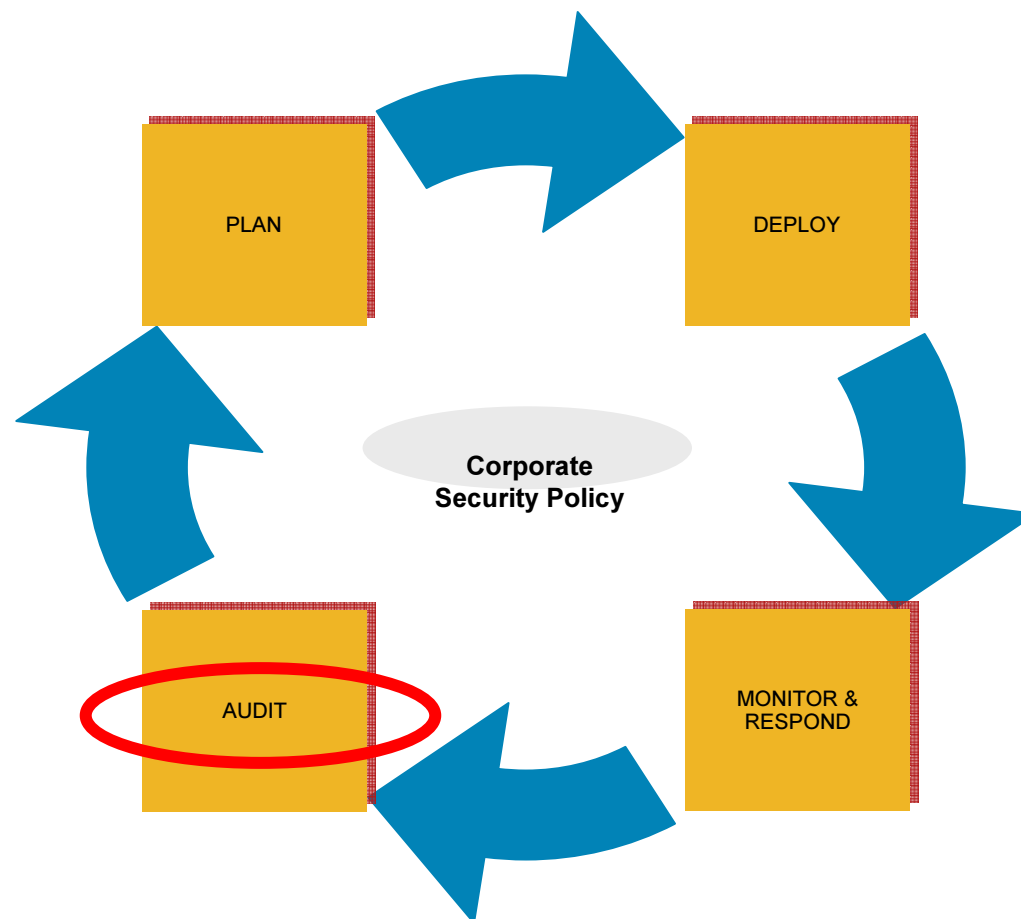 PLAN
DEPLOY
Corporate
Security Policy
AUDIT
MONITOR &
RESPOND